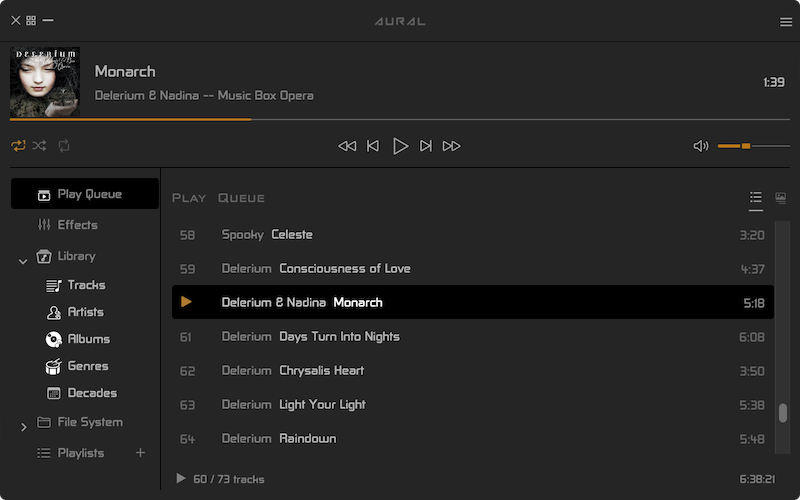 AURAL
DELERIUM
Music Box Opera
Monarch
Delerium & Nadina -- Music Box Opera
1:39
Play Queue
Effects
Library
Tracks
Artists
Albums
Genres
Decades
File System
Playlists +
Play Queue
58 Spooky Celeste 3:20
59 Delerium Consciousness of Love 4:37
Delerium & Nadina Monarch 5:18
61 Delerium Days Turn Into Nights 6:08
62 Delerium Chrysalis Heart 3:50
63 Delerium Light Your Light 5:38
64 Delerium Raindown 5:48
60 / 73 tracks 6:38:21